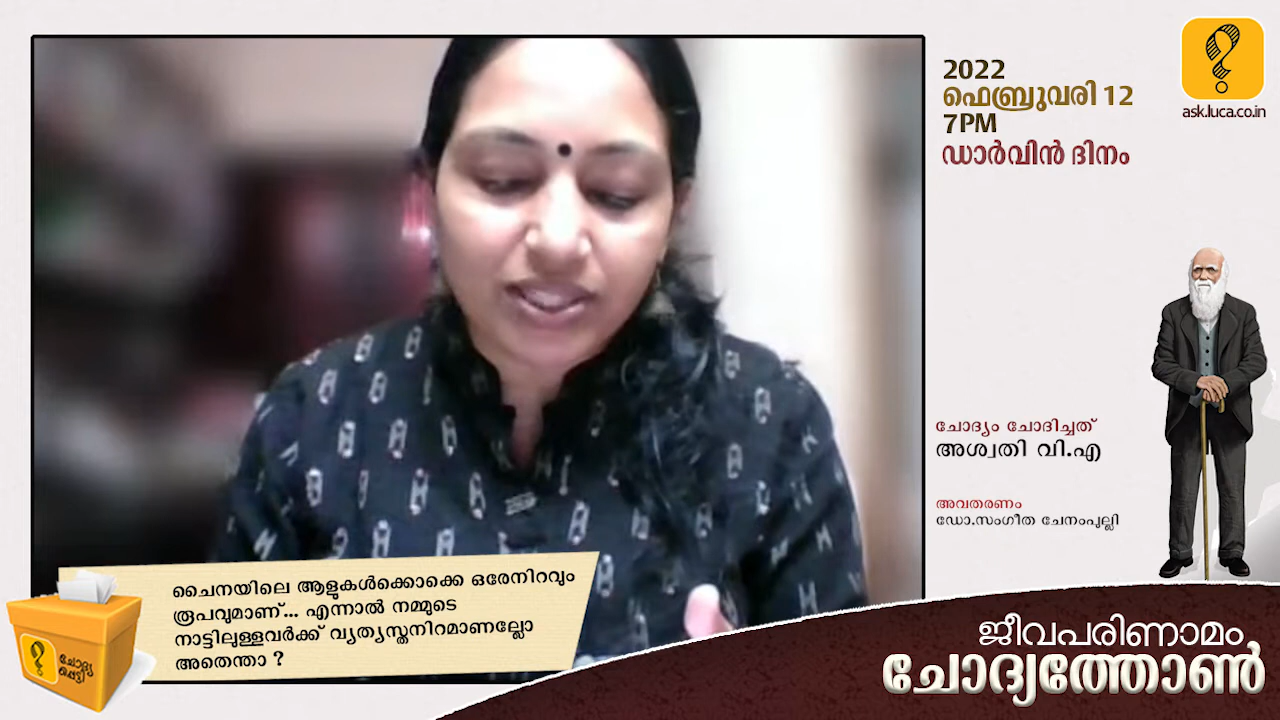 2022
ഫെബ്രുവരി 12
7PM
ഡാർവിൻ ദിനം
ask.luca.co.in
ചോദ്യം ചോദിച്ചത്
അശ്വതി വി.എ
അവതരണം
ഡോ.സംഗീത ചേനംപുല്ലി
ചൈനയിലെ ആളുകൾക്കൊക്കെ ഒരേനിറവും
രൂപവുമാണ്... എന്നാൽ നമ്മുടെ
നാട്ടിലുള്ളവർക്ക് വ്യത്യസ്തനിറമാണല്ലോ
അതെന്താ ?
ചോദ്യ
പ്പെട്ടി
ജീവപരിണാമം
ചോദ്യത്തോൺ